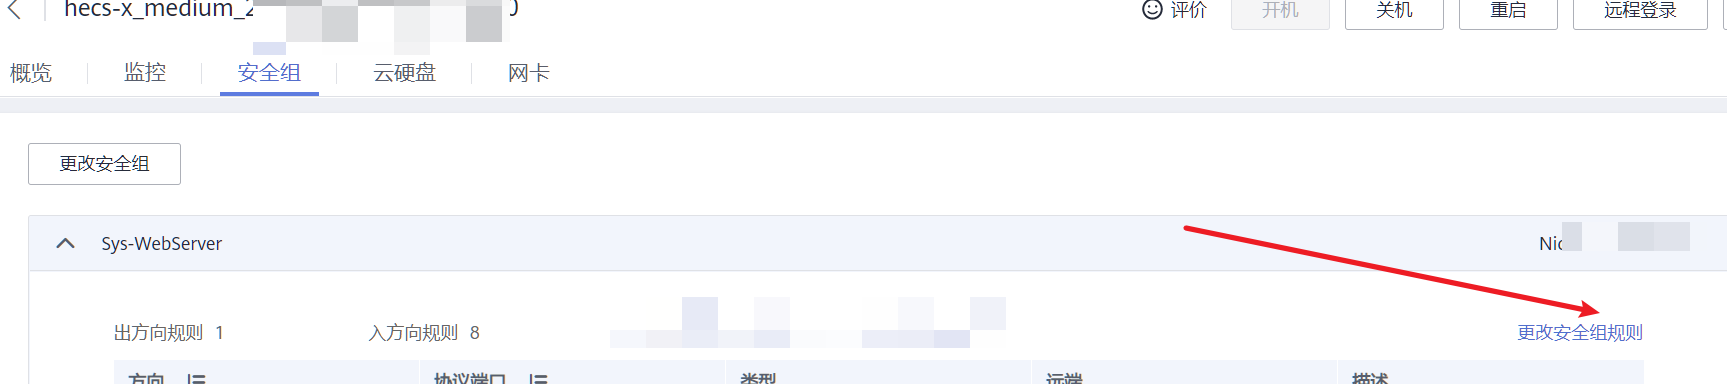 hecs-x_medium_2 评价 开机 关机 重启 远程登录
概览 监控 安全组 云硬盘 网卡
更改安全组
Sys-WebServer Nic
出方向规则 1 入方向规则 8 更改安全组规则
方向 协议端口 类型 远端 描述